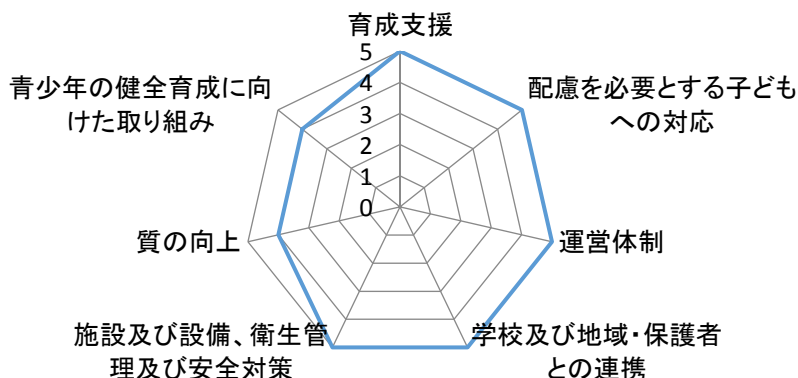 育成支援
5
4
3
2
1
0
配慮を必要とする子ども
への対応
運営体制
学校及び地域・保護者
との連携
施設及び設備、衛生管
理及び安全対策
質の向上
青少年の健全育成に向
けた取り組み